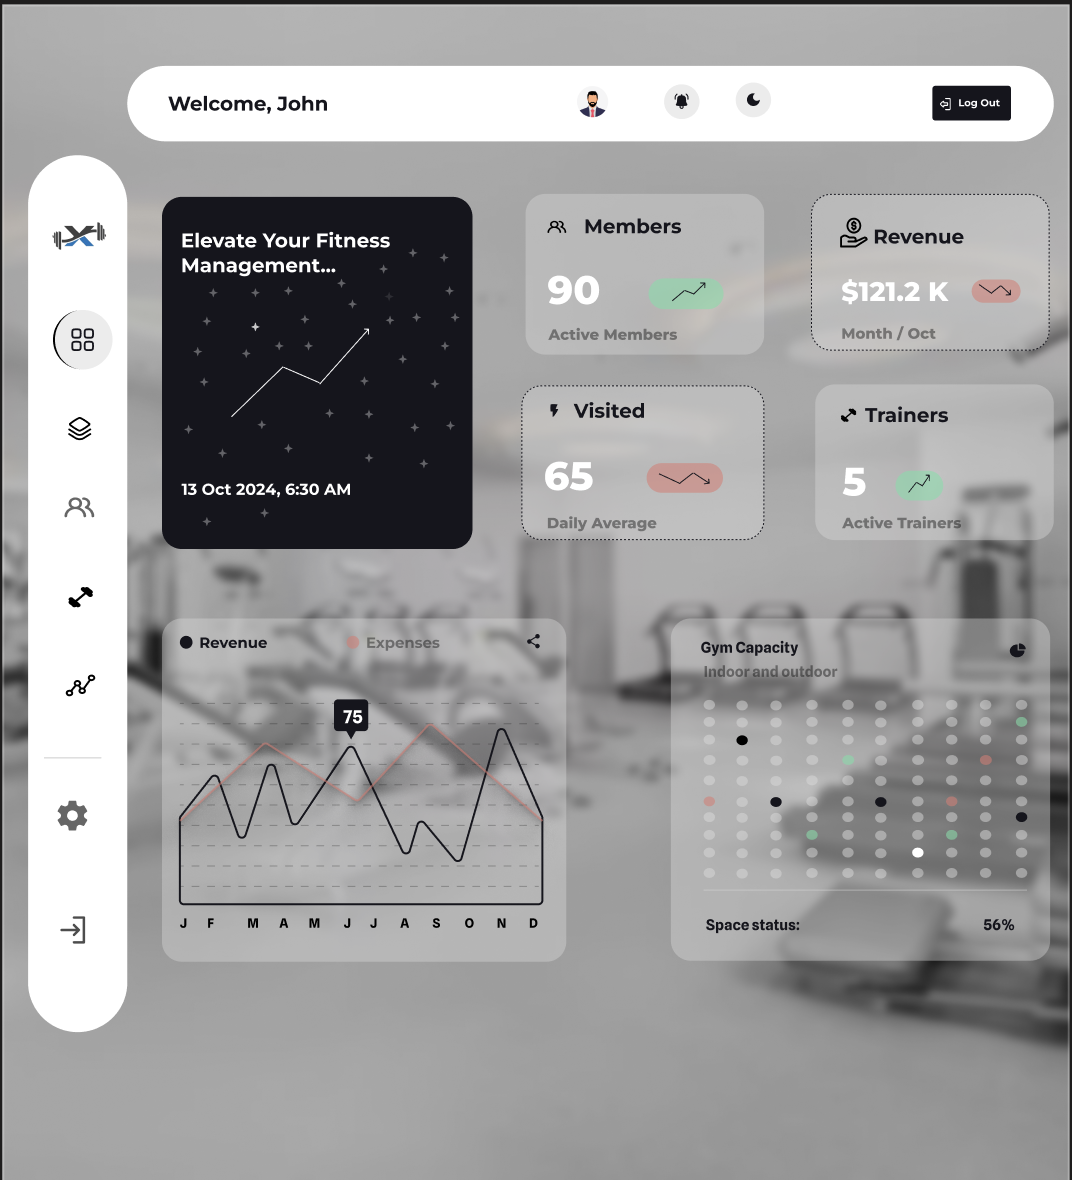 Welcome, John
Log Out
Elevate Your Fitness
Management...
13 Oct 2024, 6:30 AM
Members
90
Active Members
Revenue
$121.2 K
Month / Oct
Visited
65
Daily Average
Trainers
5
Active Trainers
Revenue
Expenses
75
J F M A M J J A S O N D
Gym Capacity
Indoor and outdoor
Space status:
56%